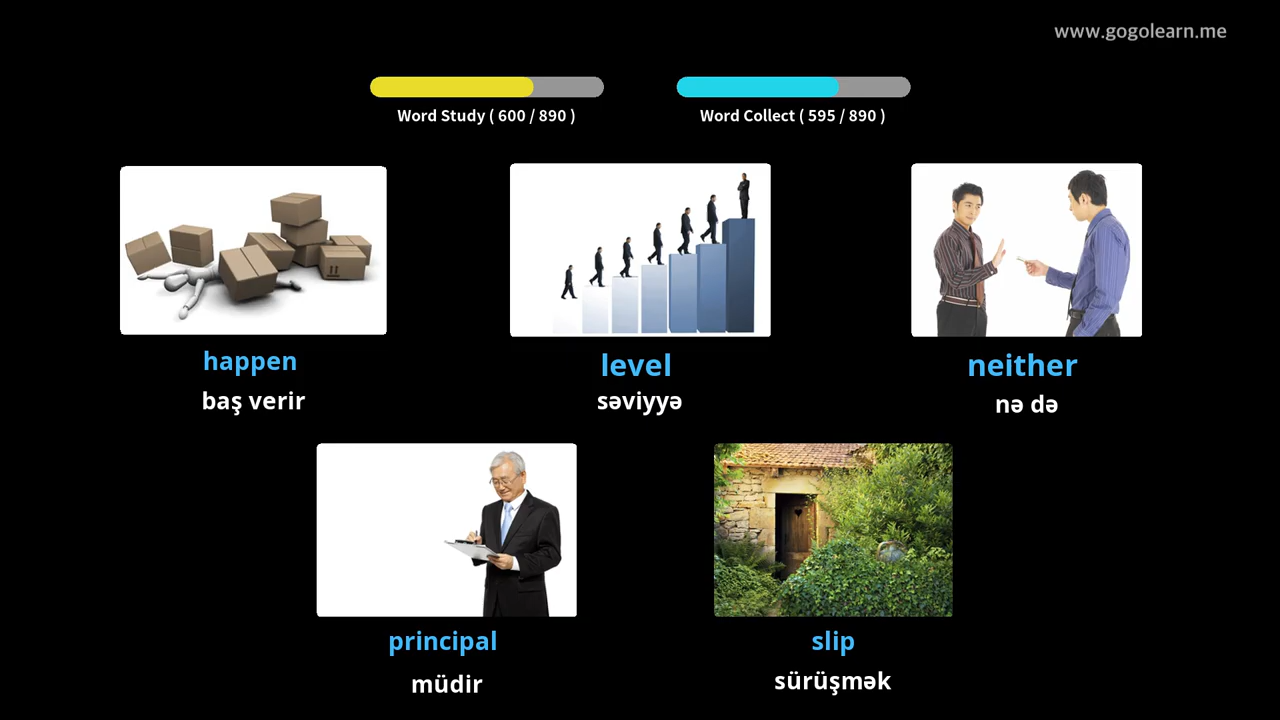 www.gogolearn.me
Word Study ( 600 / 890 )
Word Collect ( 595 / 890 )
happen
baş verir
level
səviyyə
neither
nə də
principal
müdir
slip
sürüşmək